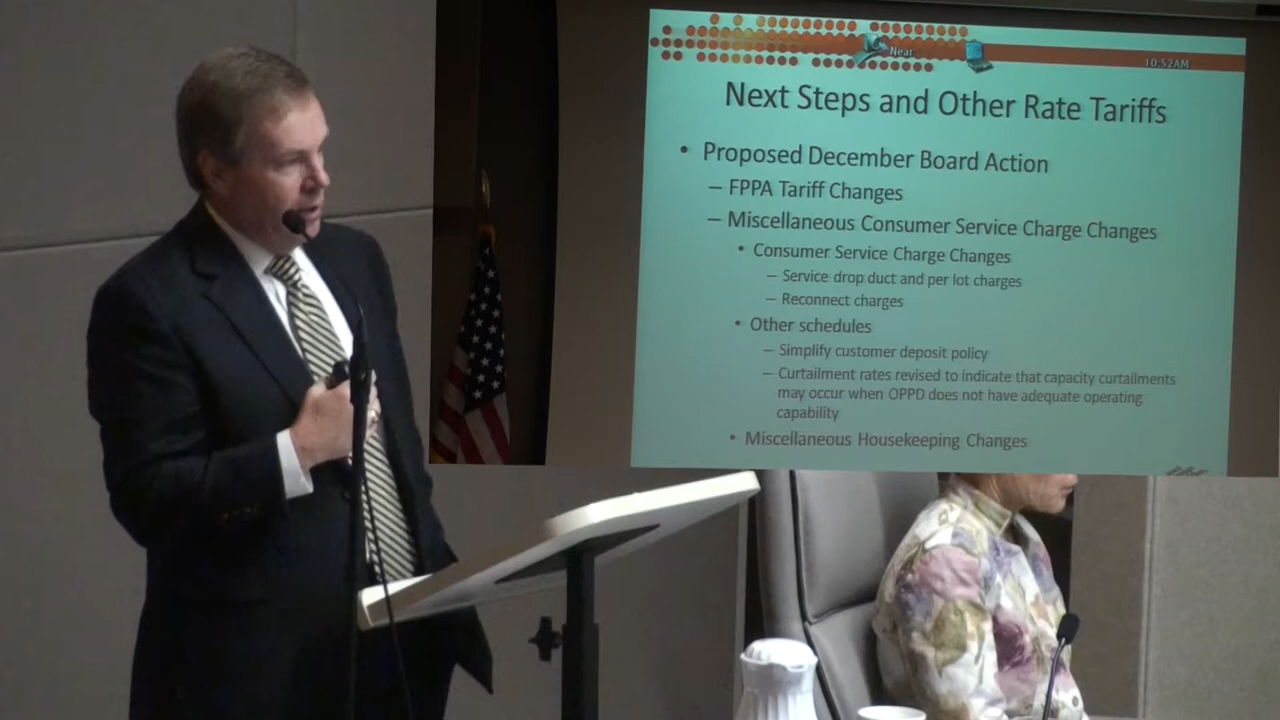 Near
10:52AM
Next Steps and Other Rate Tariffs
• Proposed December Board Action
– FPPA Tariff Changes
– Miscellaneous Consumer Service Charge Changes
• Consumer Service Charge Changes
– Service drop duct and per lot charges
– Reconnect charges
• Other schedules
– Simplify customer deposit policy
– Curtailment rates revised to indicate that capacity curtailments
may occur when OPPD does not have adequate operating
capability
• Miscellaneous Housekeeping Changes